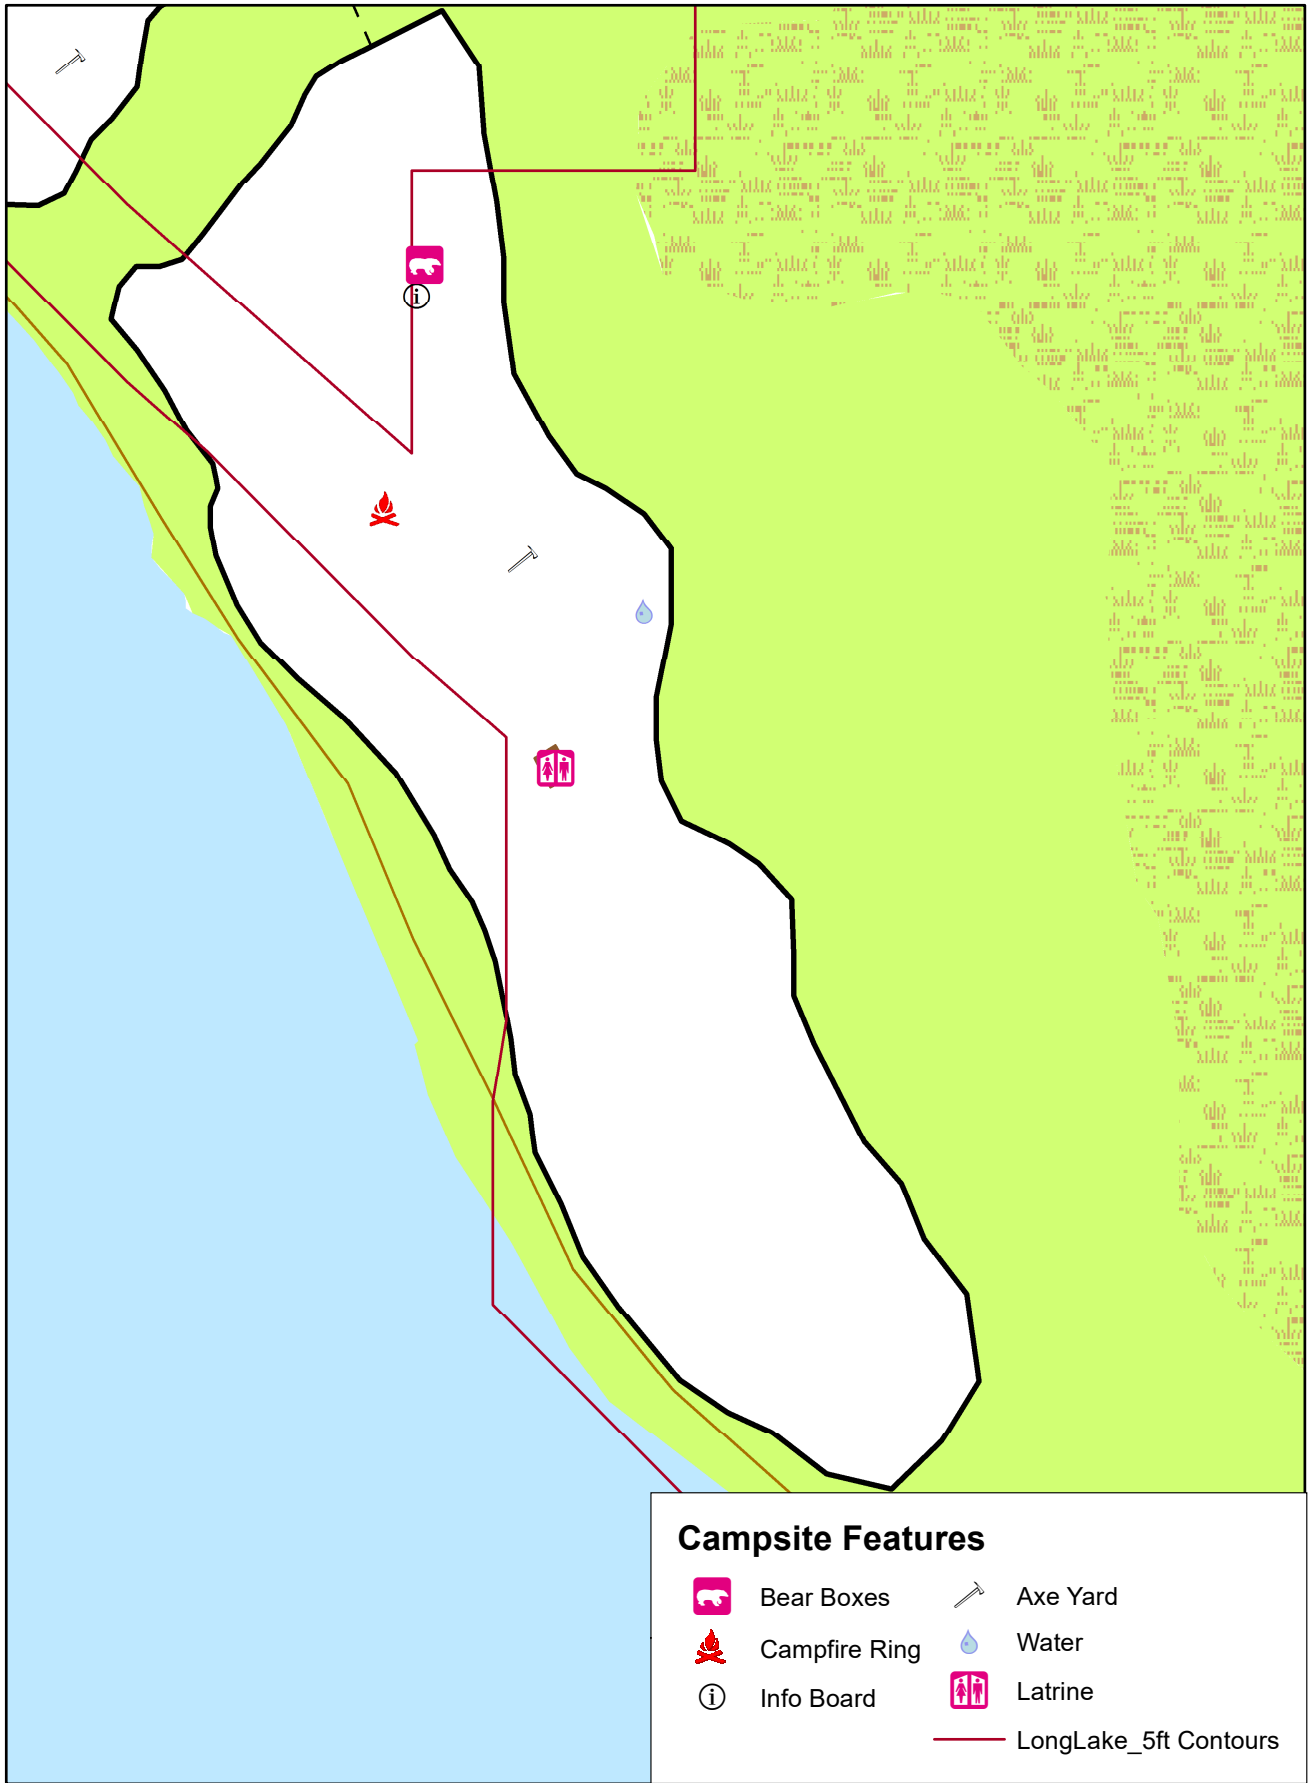 Campsite Features
Bear Boxes
Axe Yard
Campfire Ring
Water
Info Board
Latrine
LongLake_5ft Contours